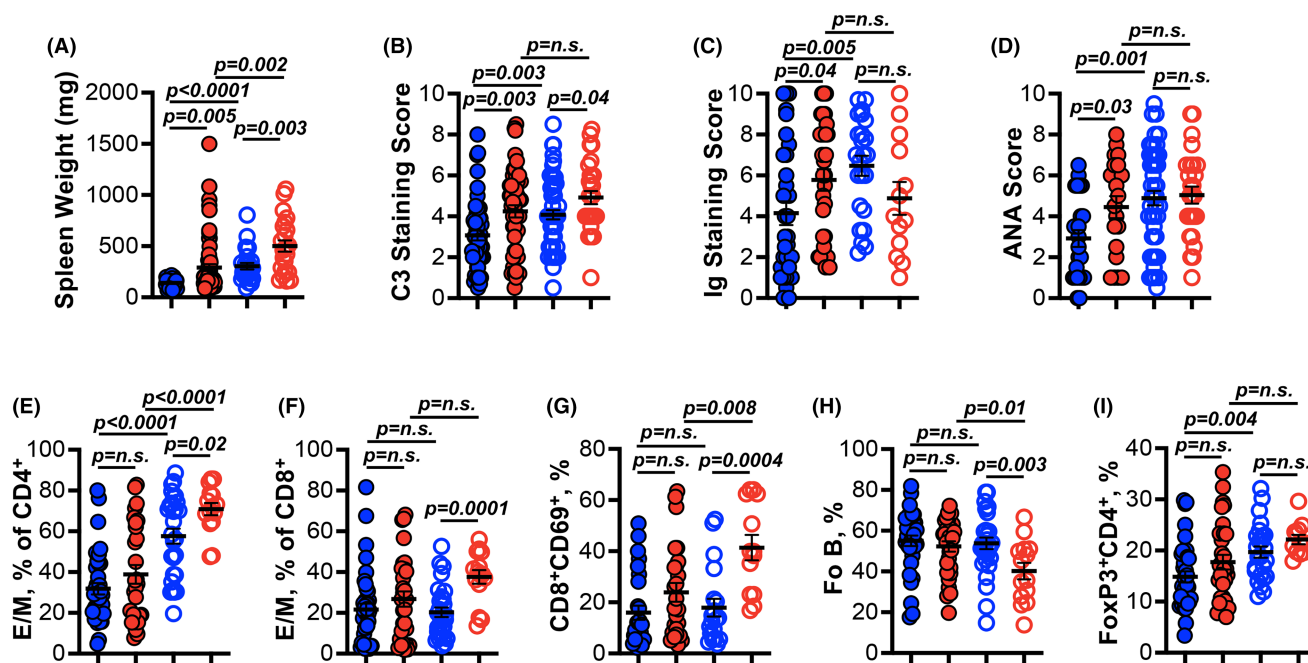 (A)
p=0.002
p<0.0001
p=0.005
p=0.003
Spleen Weight (mg)
2000
1500
1000
500
0
(B)
p=n.s.
p=0.003
p=0.003
p=0.04
C3 Staining Score
10
8
6
4
2
0
(C)
p=n.s.
p=0.005
p=0.04
p=n.s.
Ig Staining Score
10
8
6
4
2
0
(D)
p=n.s.
p=0.001
p=n.s.
p=0.03
ANA Score
10
8
6
4
2
0
(E)
p<0.0001
p<0.0001
p=0.02
p=n.s.
E/M, % of CD4⁺
100
80
60
40
20
0
(F)
p=n.s.
p=n.s.
p=n.s.
p=0.0001
E/M, % of CD8⁺
100
80
60
40
20
0
(G)
p=0.008
p=n.s.
p=n.s.
p=0.0004
CD8⁺CD69⁺, %
80
60
40
20
0
(H)
p=0.01
p=n.s.
p=n.s.
p=0.003
Fo B, %
100
80
60
40
20
0
(I)
p=n.s.
p=0.004
p=n.s.
p=n.s.
FoxP3⁺CD4⁺, %
40
30
20
10
0